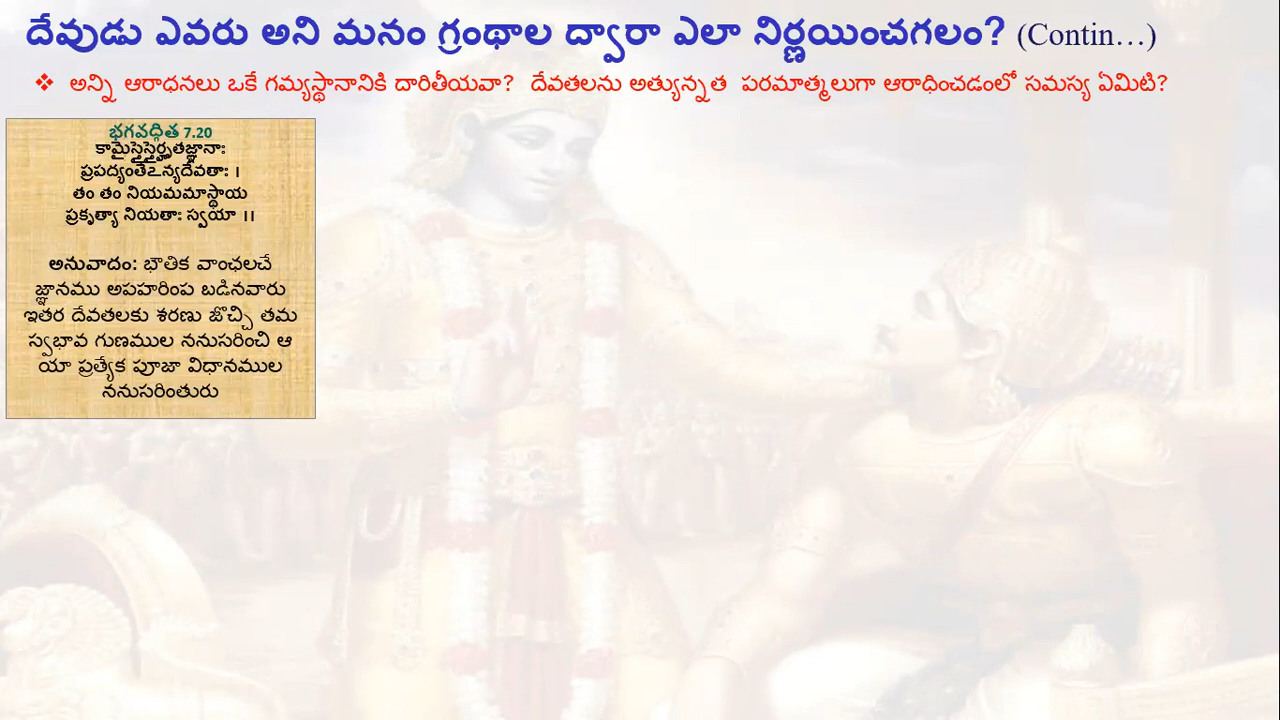 దేవుడు ఎవరు అని మనం గ్రంథాల ద్వారా ఎలా నిర్ణయించగలం? (Contin…)
❖ అన్ని ఆరాధనలు ఒకే గమ్యస్థానానికి దారితీయవా? దేవతలను అత్యున్నత పరమాత్మలుగా ఆరాధించడంలో సమస్య ఏమిటి?
భగవద్గీత 7.20
కామైస్తైస్తైర్హృతజ్ఞానాః
ప్రపద్యంతేఽన్యదేవతాః ।
తం తం నియమమాస్థాయ
ప్రకృత్యా నియతాః స్వయా ।।
అనువాదం: భౌతిక వాంఛలచే
జ్ఞానము అపహరింప బడినవారు
ఇతర దేవతలకు శరణు జొచ్చి తమ
స్వభావ గుణముల ననుసరించి ఆ
యా ప్రత్యేక పూజా విధానముల
ననుసరింతురు